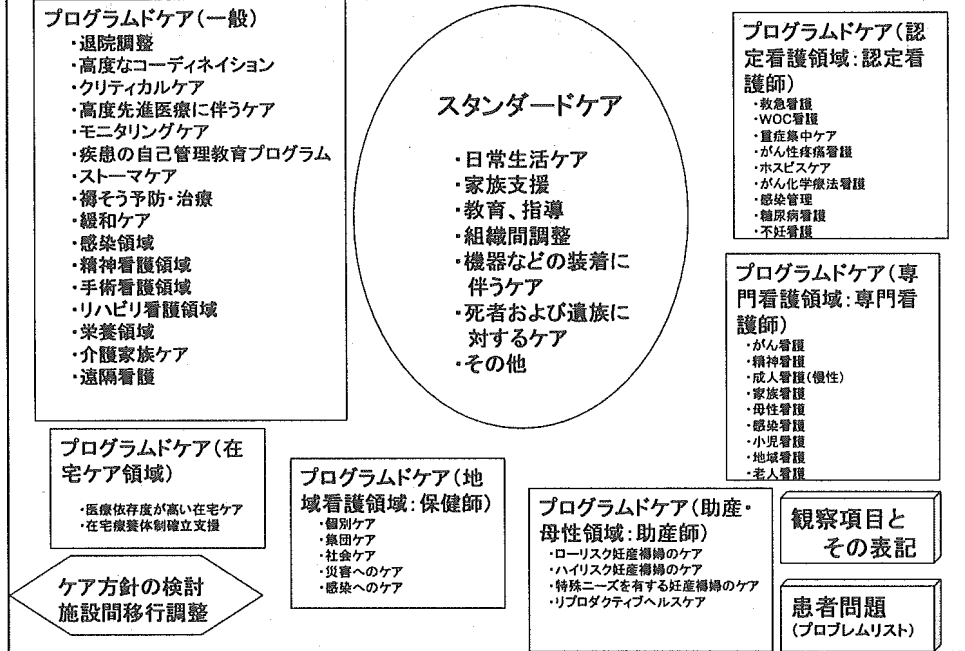 プログラムドケア(一般)
・退院調整
・高度なコーディネイション
・クリティカルケア
・高度先進医療に伴うケア
・モニタリングケア
・疾患の自己管理教育プログラム
・ストーマケア
・褥そう予防・治療
・緩和ケア
・感染領域
・精神看護領域
・手術看護領域
・リハビリ看護領域
・栄養領域
・介護家族ケア
・遠隔看護
スタンダードケア
・日常生活ケア
・家族支援
・教育、指導
・組織間調整
・機器などの装着に
伴うケア
・死者および遺族に
対するケア
・その他
プログラムドケア(認
定看護領域:認定看
護師)
・救急看護
・WOC看護
・重症集中ケア
・がん性疼痛看護
・ホスピスケア
・がん化学療法看護
・感染管理
・糖尿病看護
・不妊看護
プログラムドケア(専
門看護領域:専門看
護師)
・がん看護
・精神看護
・成人看護(慢性)
・家族看護
・母性看護
・感染看護
・小児看護
・地域看護
・老人看護
プログラムドケア(在
宅ケア領域)
・医療依存度が高い在宅ケア
・在宅療養体制確立支援
プログラムドケア(地
域看護領域:保健師)
・個別ケア
・集団ケア
・社会ケア
・災害へのケア
・感染へのケア
プログラムドケア(助産・
母性領域:助産師)
・ローリスク妊産褥婦のケア
・ハイリスク妊産褥婦のケア
・特殊ニーズを有する妊産褥婦のケア
・リプロダクティブヘルスケア
観察項目と
その表記
ケア方針の検討
施設間移行調整
患者問題
(プロブレムリスト)